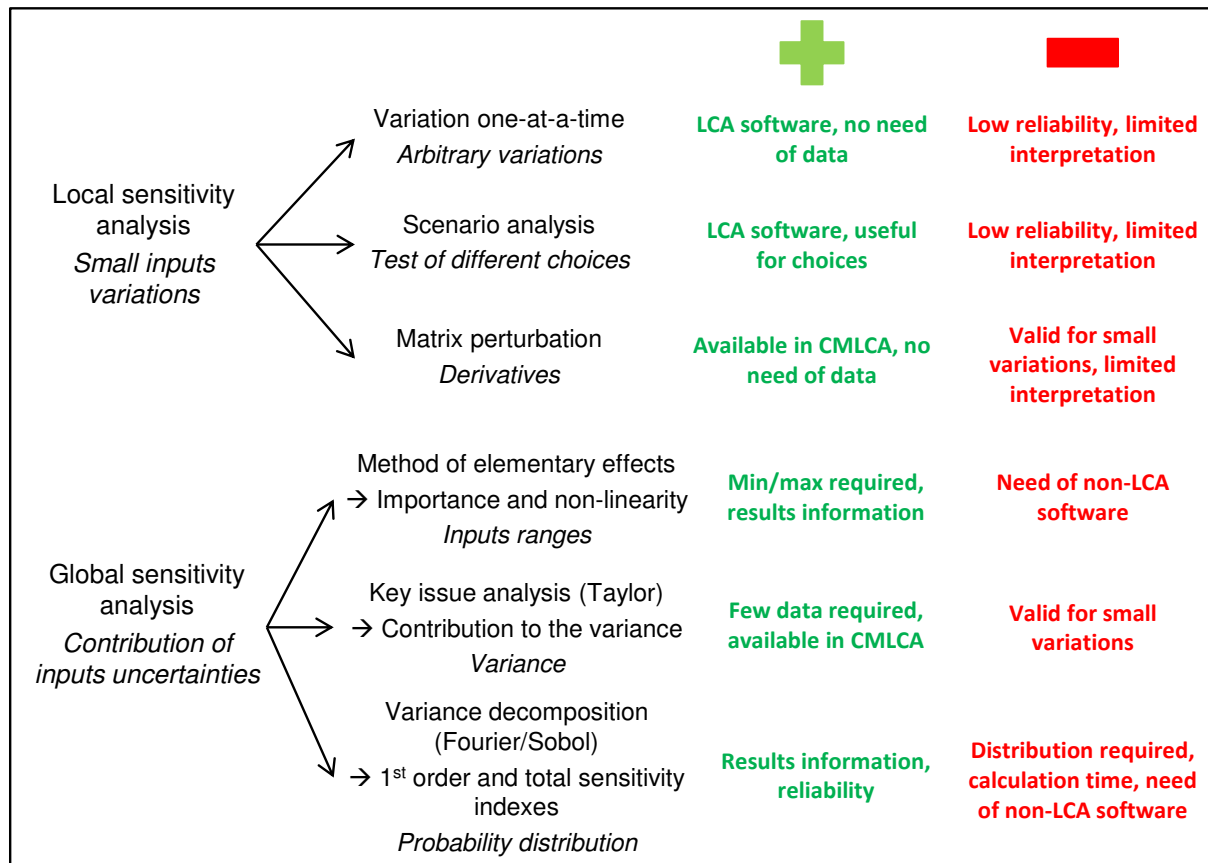 Local sensitivity
analysis
Small inputs
variations
Variation one-at-a-time
Arbitrary variations
LCA software, no need
of data
Low reliability, limited
interpretation
Scenario analysis
Test of different choices
LCA software, useful
for choices
Low reliability, limited
interpretation
Matrix perturbation
Derivatives
Available in CMLCA, no
need of data
Valid for small
variations, limited
interpretation
Global sensitivity
analysis
Contribution of
inputs uncertainties
Method of elementary effects
→ Importance and non-linearity
Inputs ranges
Min/max required,
results information
Need of non-LCA
software
Key issue analysis (Taylor)
→ Contribution to the variance
Variance
Few data required,
available in CMLCA
Valid for small
variations
Variance decomposition
(Fourier/Sobol)
→ 1st order and total sensitivity
indexes
Probability distribution
Results information,
reliability
Distribution required,
calculation time, need
of non-LCA software